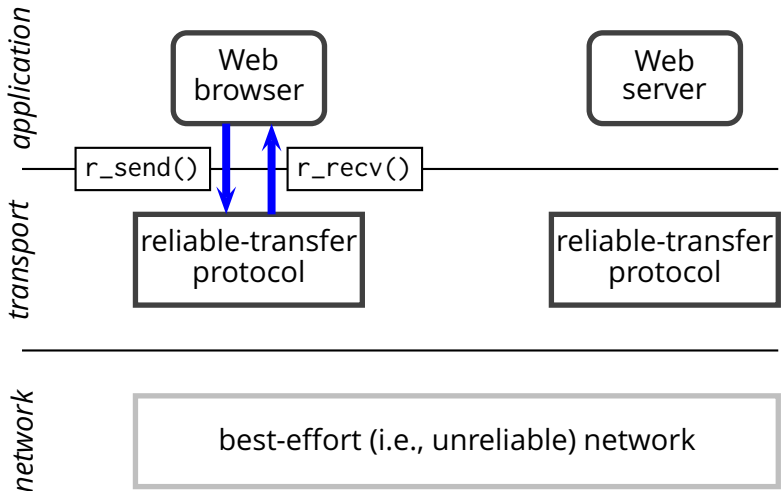 application
Web
browser
Web
server
r_send()
r_recv()
transport
reliable-transfer
protocol
reliable-transfer
protocol
network
best-effort (i.e., unreliable) network